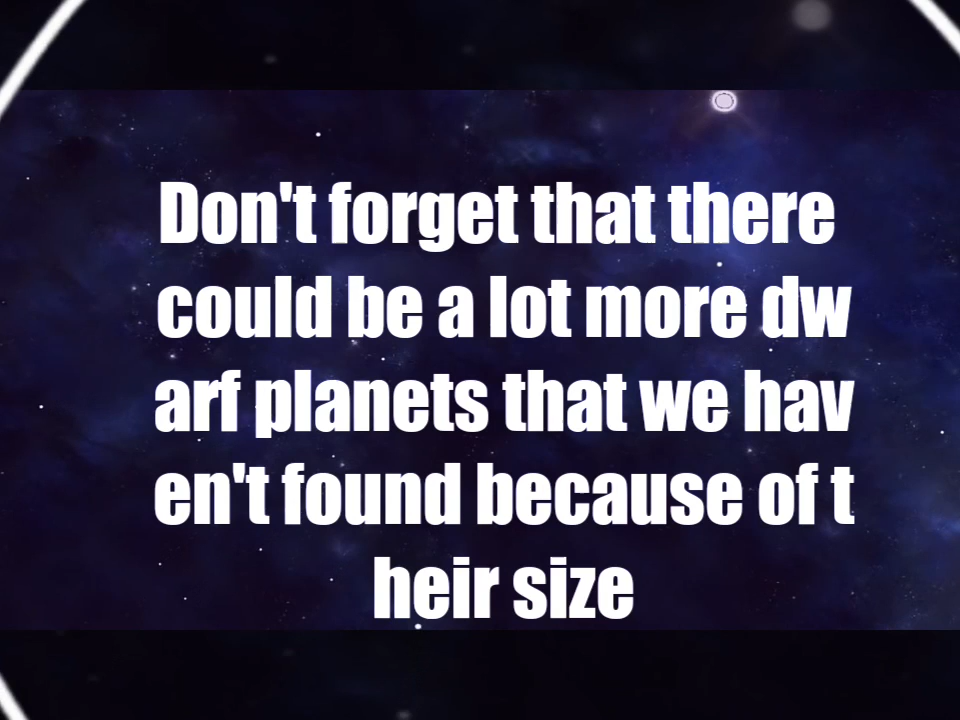 Don't forget that there
could be a lot more dw
arf planets that we hav
en't found because of t
heir size